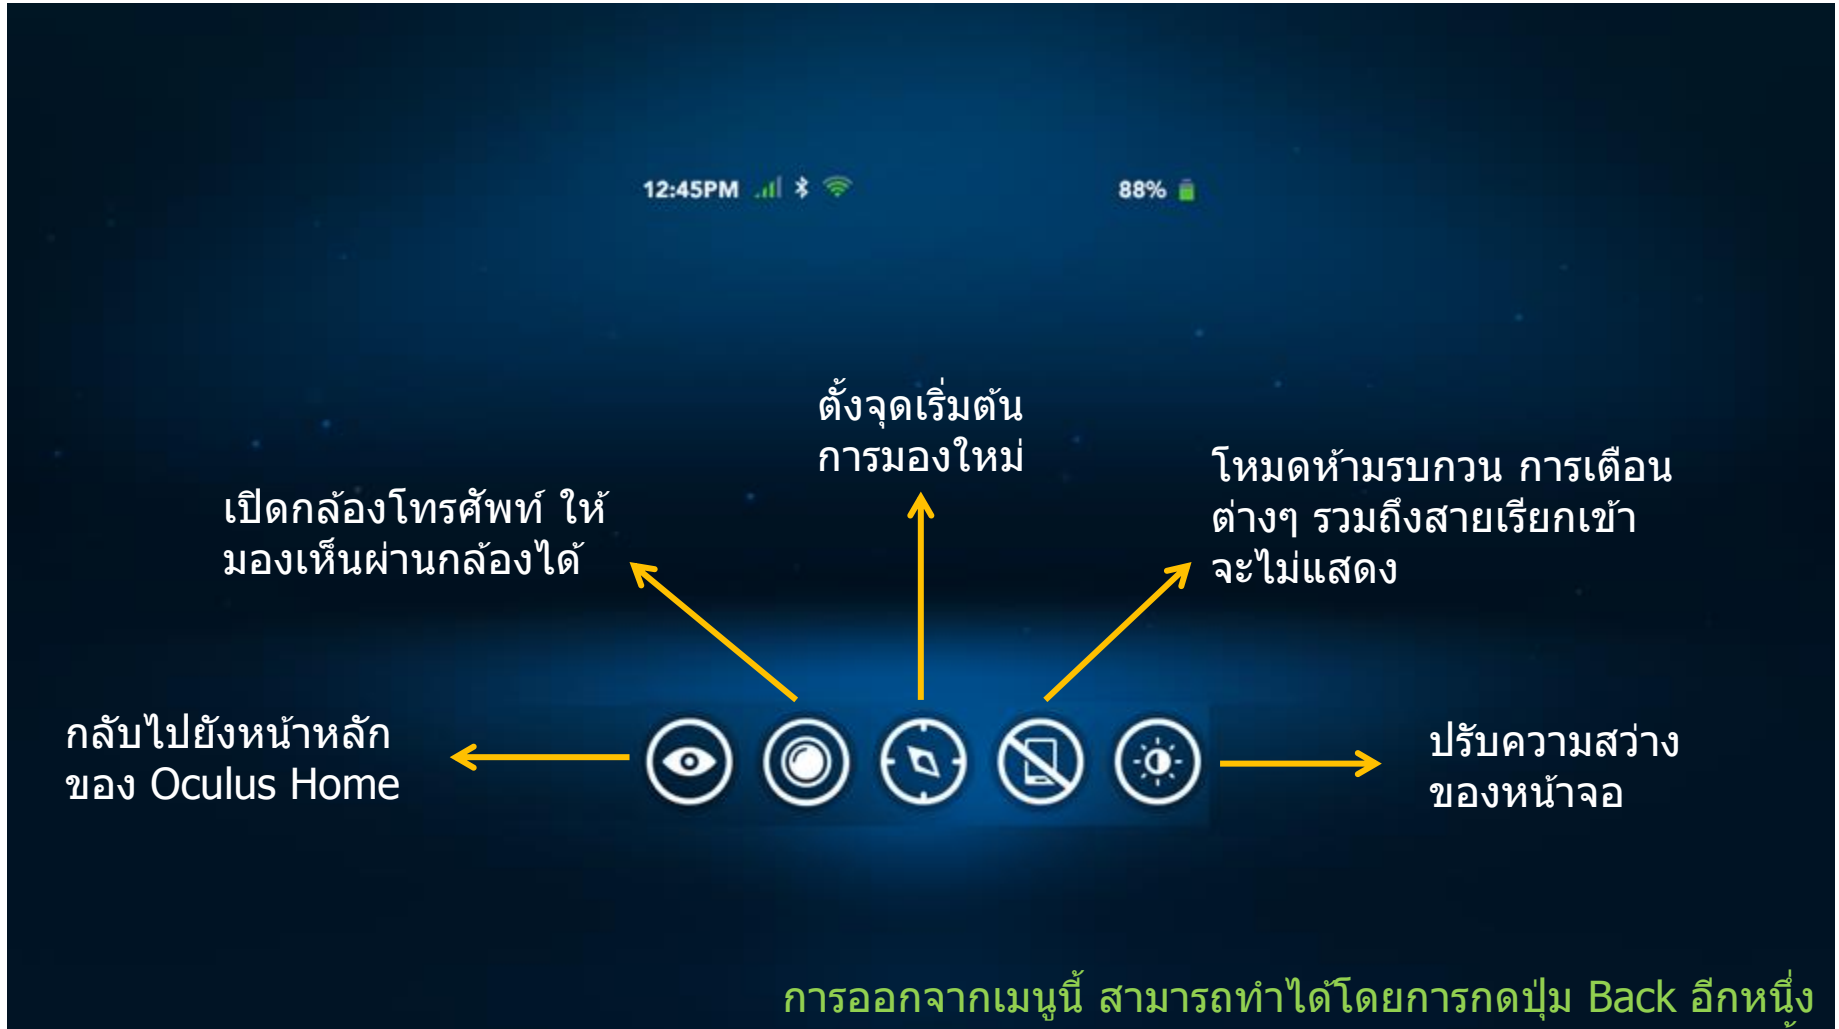 12:45PM
88%
ตั้งจุดเริ่มต้น
การมองใหม่
โหมดห้ามรบกวน การเตือน
ต่างๆ รวมถึงสายเรียกเข้า
จะไม่แสดง
เปิดกล้องโทรศัพท์ ให้
มองเห็นผ่านกล้องได้
กลับไปยังหน้าหลัก
ของ Oculus Home
ปรับความสว่าง
ของหน้าจอ
การออกจากเมนูนี้ สามารถทำได้โดยการกดปุ่ม Back อีกหนึ่ง